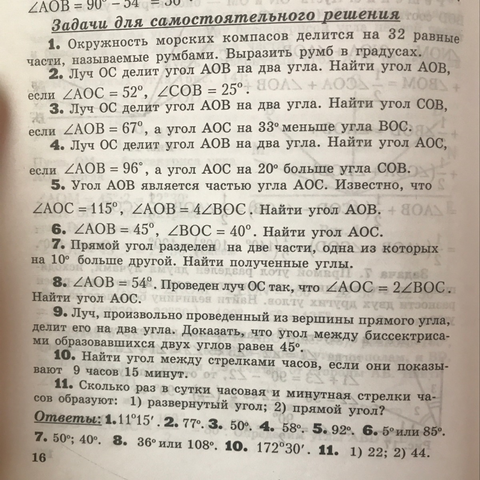 ∠AOB = 90° − 54° = 36°
Задачи для самостоятельного решения
1. Окружность морских компасов делится на 32 равные
части, называемые румбами. Выразить румб в градусах.
2. Луч OC делит угол AOB на два угла. Найти угол AOB,
если ∠AOC = 52°, ∠COB = 25°.
3. Луч OC делит угол AOB на два угла. Найти угол COB,
если ∠AOB = 67°, а угол AOC на 33° меньше угла BOC.
4. Луч OC делит угол AOB на два угла. Найти угол AOC,
если ∠AOB = 96°, а угол AOC на 20° больше угла COB.
5. Угол AOB является частью угла AOC. Известно, что
∠AOC = 115°, ∠AOB = 4∠BOC. Найти угол AOB.
6. ∠AOB = 45°, ∠BOC = 40°. Найти угол AOC.
7. Прямой угол разделен на две части, одна из которых
на 10° больше другой. Найти полученные углы.
8. ∠AOB = 54°. Проведен луч OC так, что ∠AOC = 2∠BOC.
Найти угол AOC.
9. Луч, произвольно проведенный из вершины прямого угла,
делит его на два угла. Доказать, что угол между биссектриса-
ми образовавшихся двух углов равен 45°.
10. Найти угол между стрелками часов, если они показы-
вают 9 часов 15 минут.
11. Сколько раз в сутки часовая и минутная стрелки ча-
сов образуют: 1) развернутый угол; 2) прямой угол?
Ответы: 1. 11°15′. 2. 77°. 3. 50°. 4. 58°. 5. 92°. 6. 5° или 85°.
7. 50°; 40°. 8. 36° или 108°. 10. 172°30′. 11. 1) 22; 2) 44.
16